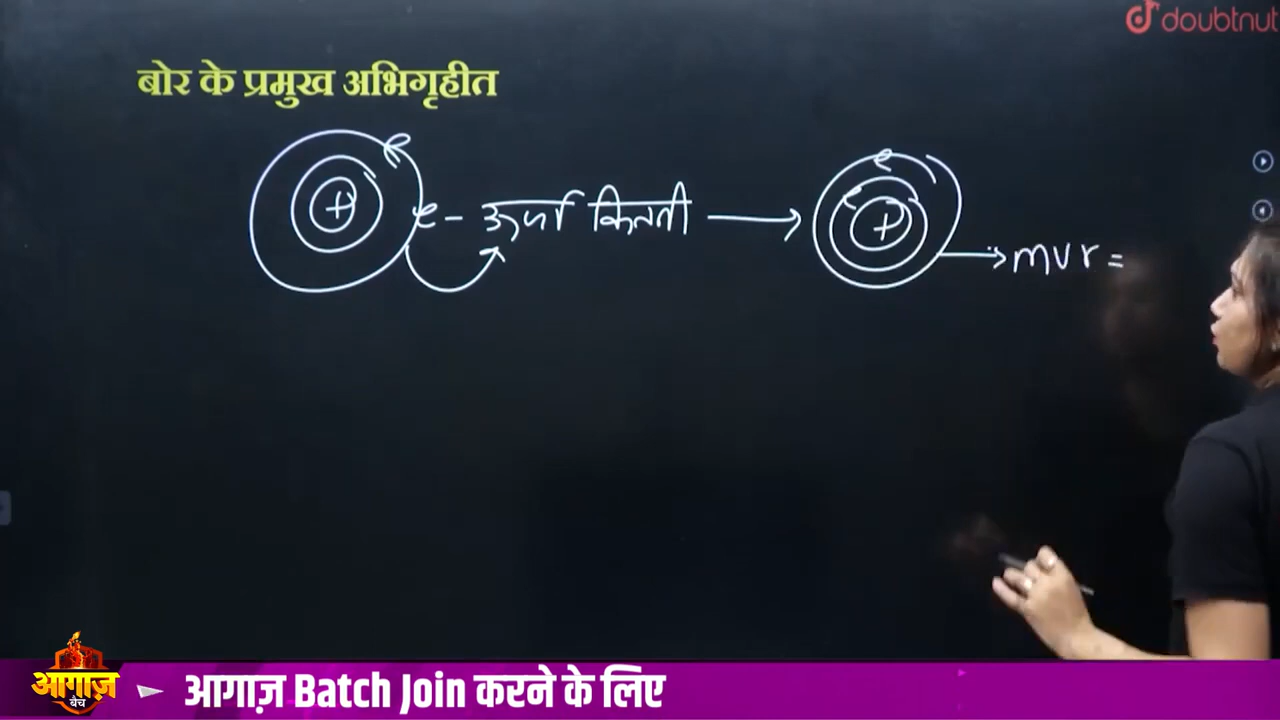 doubtnut
बोर के प्रमुख अभिगृहीत
e
e
+ e- ऊर्जा कितनी → e + → mvr =
आगाज़ बैच
आगाज़ Batch Join करने के लिए